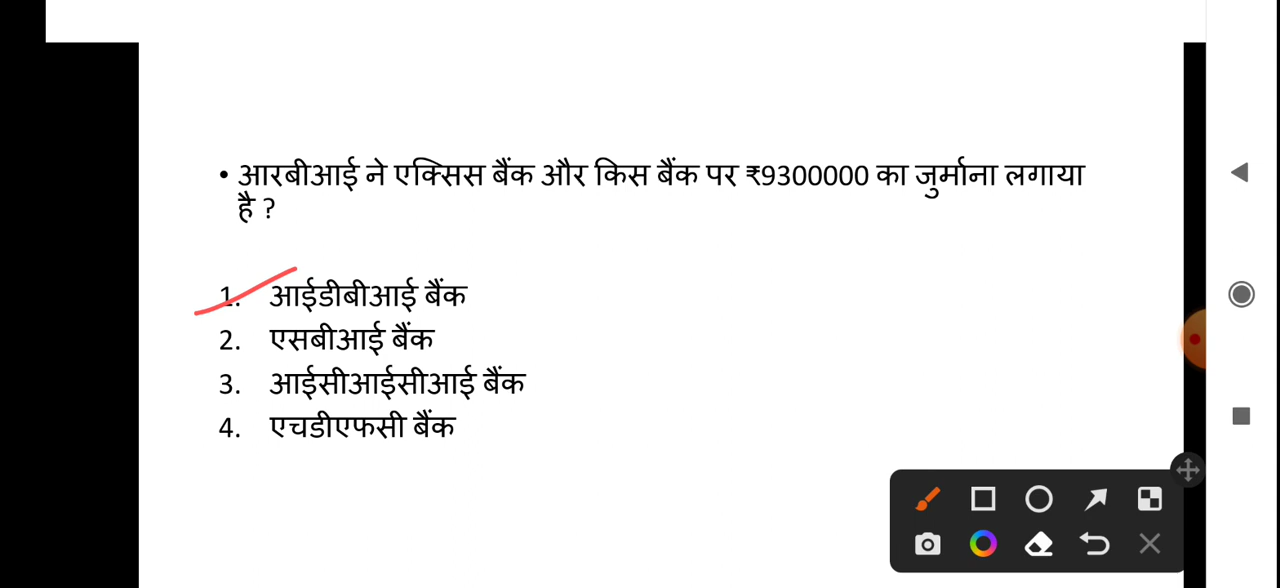 • आरबीआई ने एक्सिस बैंक और किस बैंक पर ₹9300000 का जुर्माना लगाया
है ?
1. आईडीबीआई बैंक
2. एसबीआई बैंक
3. आईसीआईसीआई बैंक
4. एचडीएफसी बैंक